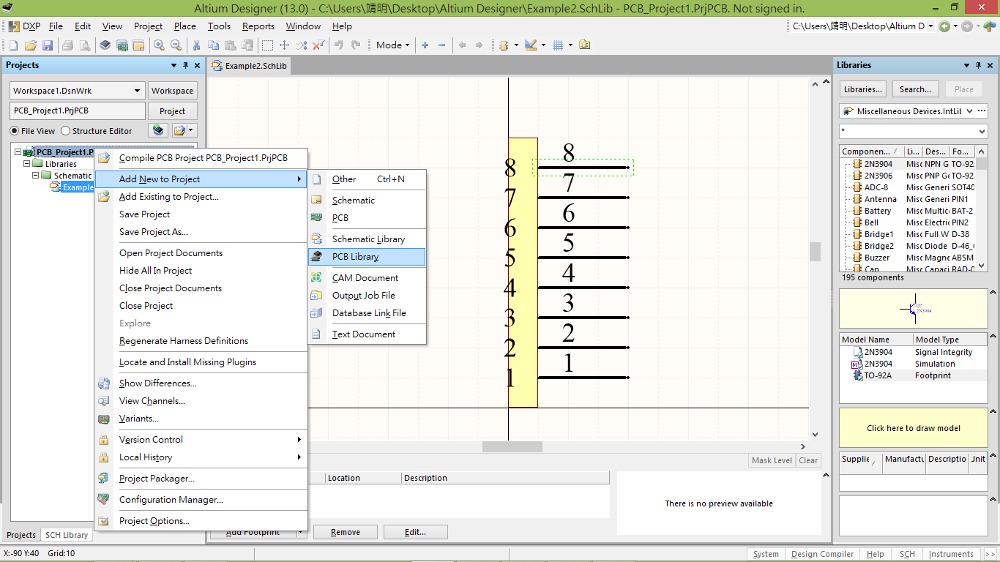 Altium Designer (13.0) - C:\Users\靖明\Desktop\Altium Designer\Example2.SchLib - PCB_Project1.PrjPCB. Not signed in.
DXP File Edit View Project Place Tools Reports Window Help
C:\Users\靖明\Desktop\Altium D
Mode
Projects
Workspace1.DsnWrk
Workspace
PCB_Project1.PrjPCB
Project
File View
Structure Editor
PCB_Project1.P
Libraries
Schematic
Example
Compile PCB Project PCB_Project1.PrjPCB
Add New to Project
Add Existing to Project...
Save Project
Save Project As...
Open Project Documents
Hide All In Project
Close Project Documents
Close Project
Explore
Regenerate Harness Definitions
Locate and Install Missing Plugins
Show Differences...
View Channels...
Variants...
Version Control
Local History
Project Packager...
Configuration Manager...
Project Options...
Other Ctrl+N
Schematic
PCB
Schematic Library
PCB Library
CAM Document
Output Job File
Database Link File
Text Document
Example2.SchLib
8 8
7 7
6 6
5 5
4 4
3 3
2 2
1 1
Mask Level Clear
Location Description
There is no preview available
Add Footprint
Remove
Edit...
Projects
SCH Library
Libraries
Libraries...
Search...
Place
Miscellaneous Devices.IntLib
*
Compone... Li... Des... Fo...
2N3904 Misc NPN G TO-92
2N3906 Misc PNP Ge TO-92
ADC-8 Misc Generi SOT40
Antenna Misc Generi PIN1
Battery Misc Multic BAT-2
Bell Misc Electric PIN2
Bridge1 Misc Full W D-38
Bridge2 Misc Diode D-46_6
Buzzer Misc Magne ABSM
Cap Misc Capaci RAD-0
195 components
Q?
2N3904
Model Name Model Type
2N3904 Signal Integrity
2N3904 Simulation
TO-92A Footprint
Click here to draw model
Supplie Manufactu Descriptio Unit
X:-90 Y:40 Grid:10
System Design Compiler Help SCH Instruments >>